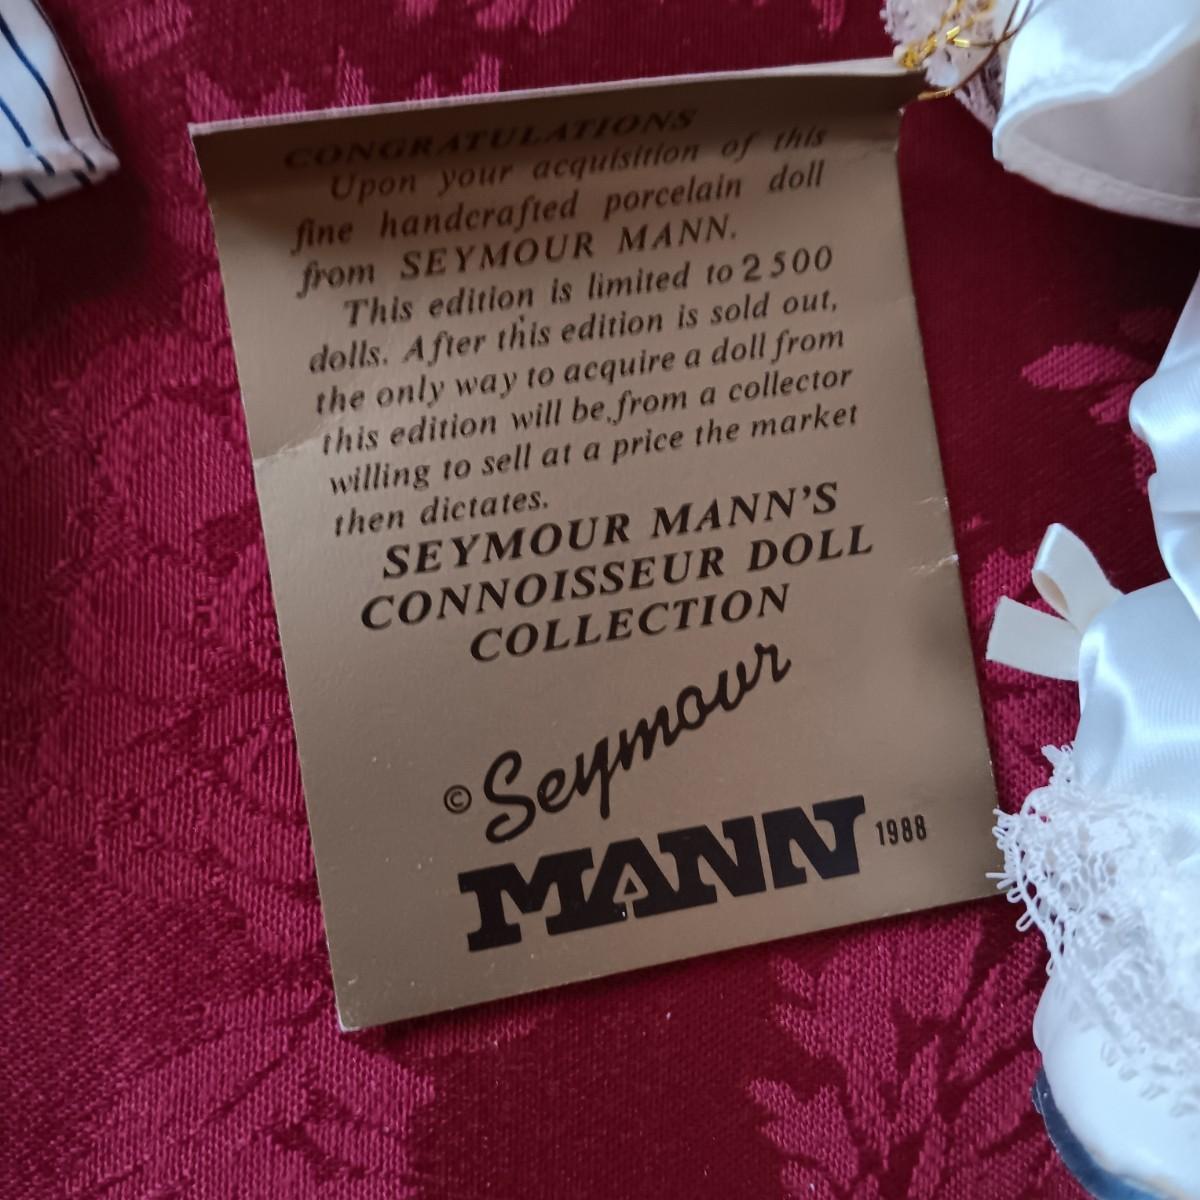 CONGRATULATIONS
Upon your acquisition of this
fine handcrafted porcelain doll
from SEYMOUR MANN.
This edition is limited to 2500
dolls. After this edition is sold out,
the only way to acquire a doll from
this edition will be from a collector
willing to sell at a price the market
then dictates.
SEYMOUR MANN'S
CONNOISSEUR DOLL
COLLECTION
© Seymour
MANN 1988